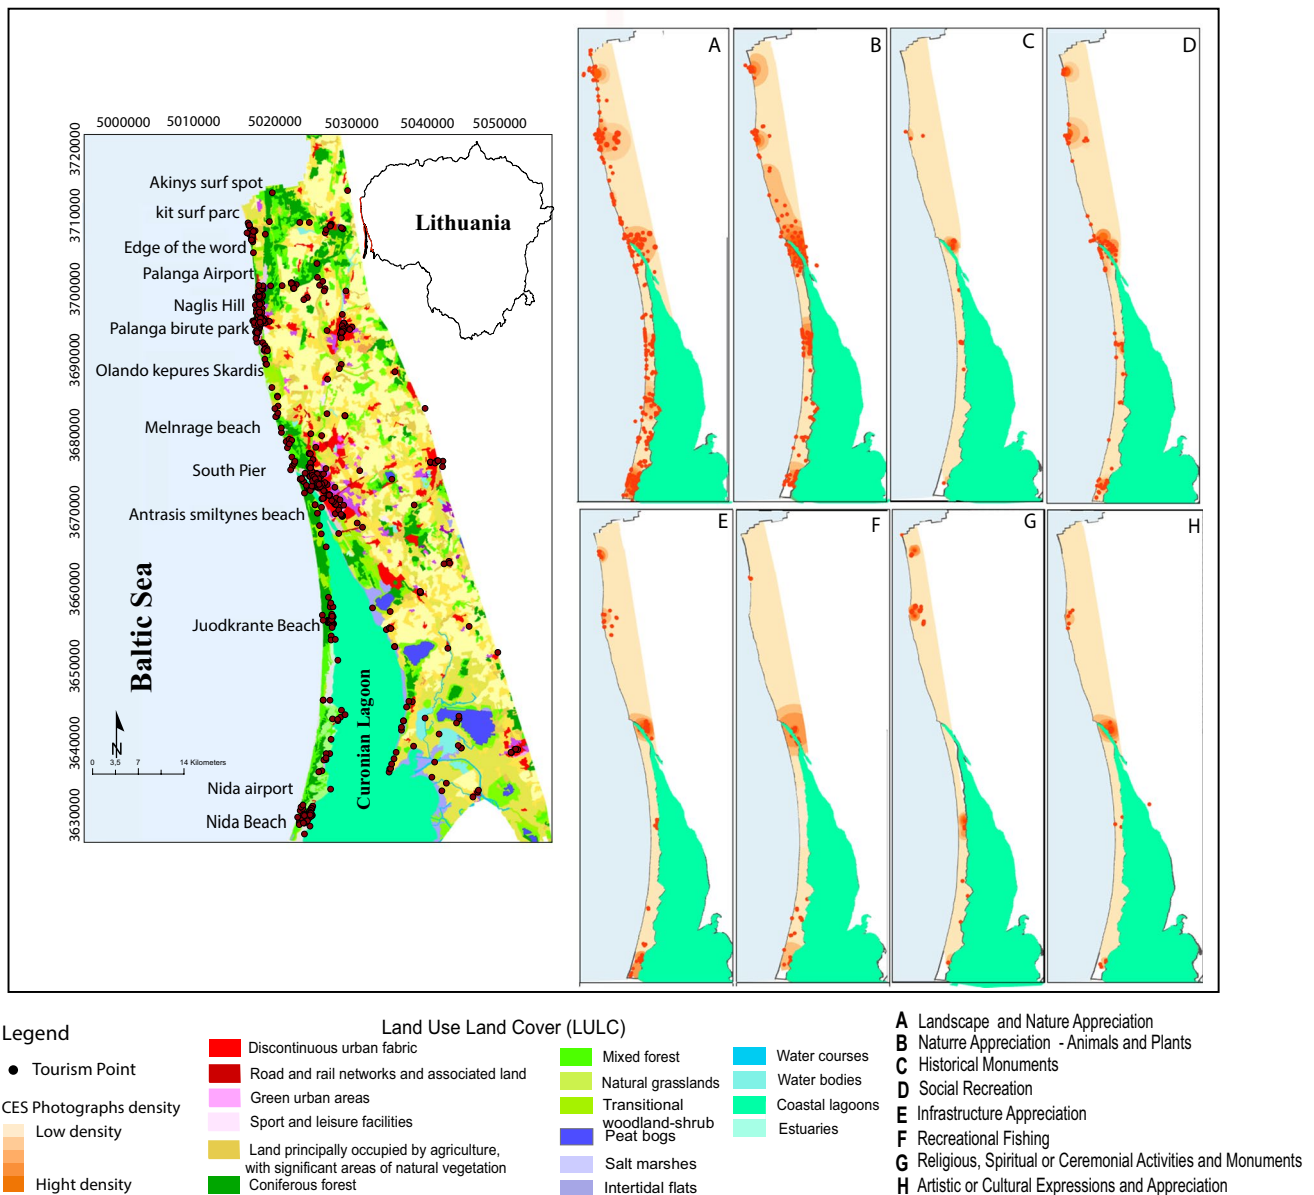 A
B
C
D
5000000 5010000 5020000 5030000 5040000 5050000
3720000
3710000
3700000
3690000
3680000
3670000
3660000
3650000
3640000
3630000
Akinys surf spot
kit surf parc
Edge of the word
Palanga Airport
Naglis Hill
Palanga birute park
Olando kepures Skardis
Melnrage beach
South Pier
Antrasis smiltynes beach
Juodkrante Beach
Nida airport
Nida Beach
Lithuania
Baltic Sea
Curonian Lagoon
N
0 3,5 7 14 Kilometers
E
F
G
H
Legend
Tourism Point
CES Photographs density
Low density
Hight density
Land Use Land Cover (LULC)
Discontinuous urban fabric
Road and rail networks and associated land
Green urban areas
Sport and leisure facilities
Land principally occupied by agriculture,
with significant areas of natural vegetation
Coniferous forest
Mixed forest
Natural grasslands
Transitional
woodland-shrub
Peat bogs
Salt marshes
Intertidal flats
Water courses
Water bodies
Coastal lagoons
Estuaries
A Landscape and Nature Appreciation
B Naturre Appreciation - Animals and Plants
C Historical Monuments
D Social Recreation
E Infrastructure Appreciation
F Recreational Fishing
G Religious, Spiritual or Ceremonial Activities and Monuments
H Artistic or Cultural Expressions and Appreciation